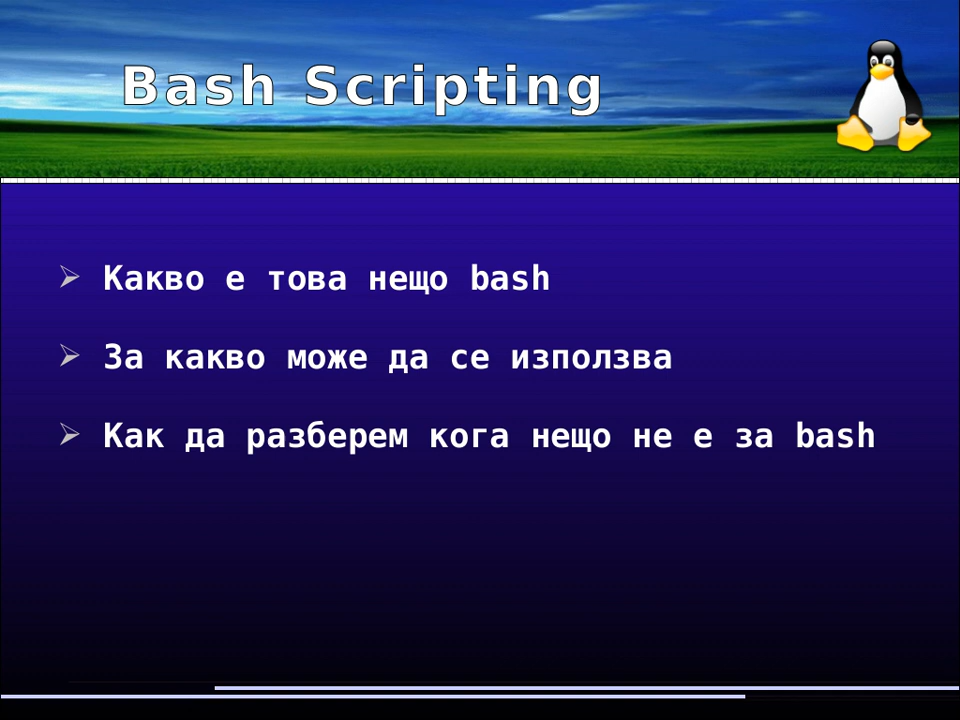 Bash Scripting
Какво е това нещо bash
За какво може да се използва
Как да разберем кога нещо не е за bash